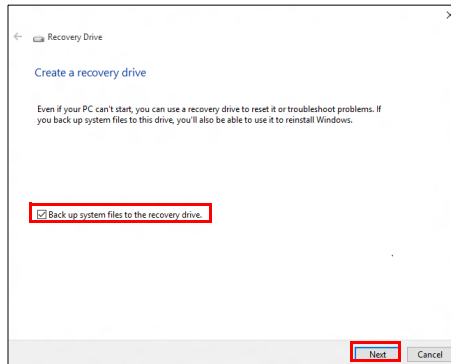 Recovery Drive
Create a recovery drive
Even if your PC can't start, you can use a recovery drive to reset it or troubleshoot problems. If
you back up system files to this drive, you'll also be able to use it to reinstall Windows.
Back up system files to the recovery drive.
Next Cancel